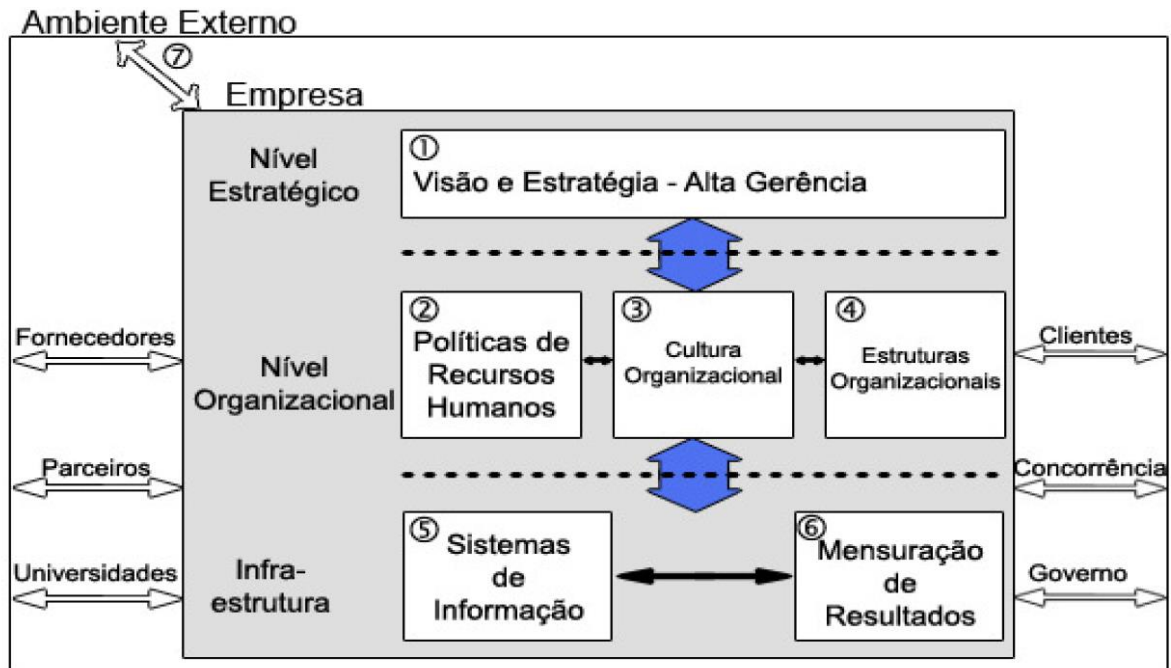 Ambiente Externo
⑦
Empresa
Nível
Estratégico
①
Visão e Estratégia - Alta Gerência
Fornecedores
Nível
Organizacional
②
Políticas de
Recursos
Humanos
③
Cultura
Organizacional
④
Estruturas
Organizacionais
Clientes
Parceiros
Concorrência
Universidades
Infra-
estrutura
⑤
Sistemas
de
Informação
⑥
Mensuração
de
Resultados
Governo